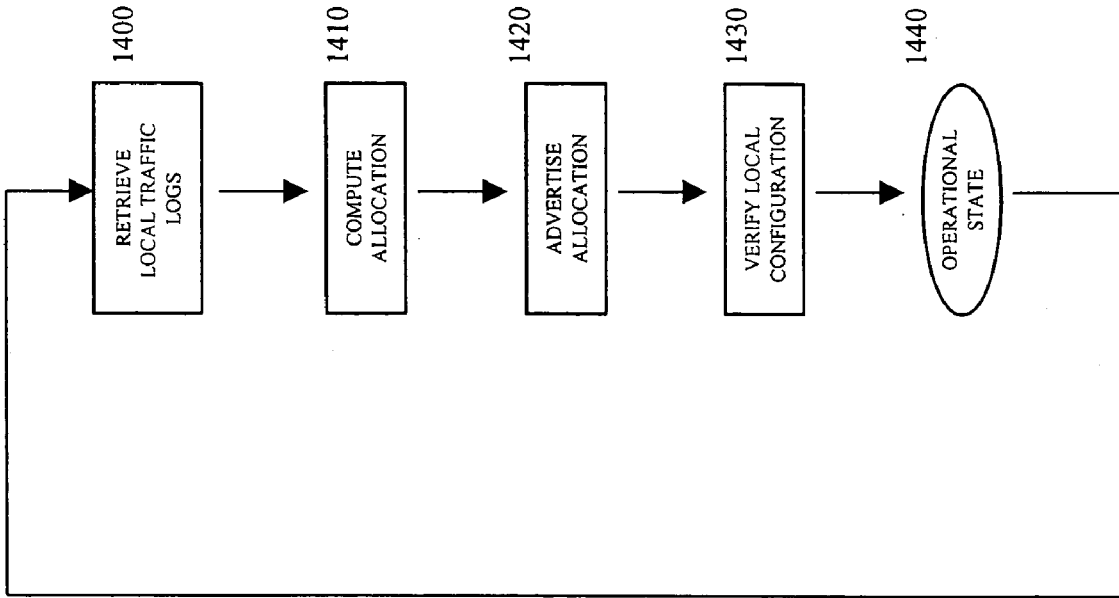 1400
RETRIEVE
LOCAL TRAFFIC
LOGS
1410
COMPUTE
ALLOCATION
1420
ADVERTISE
ALLOCATION
1430
VERIFY LOCAL
CONFIGURATION
1440
OPERATIONAL
STATE